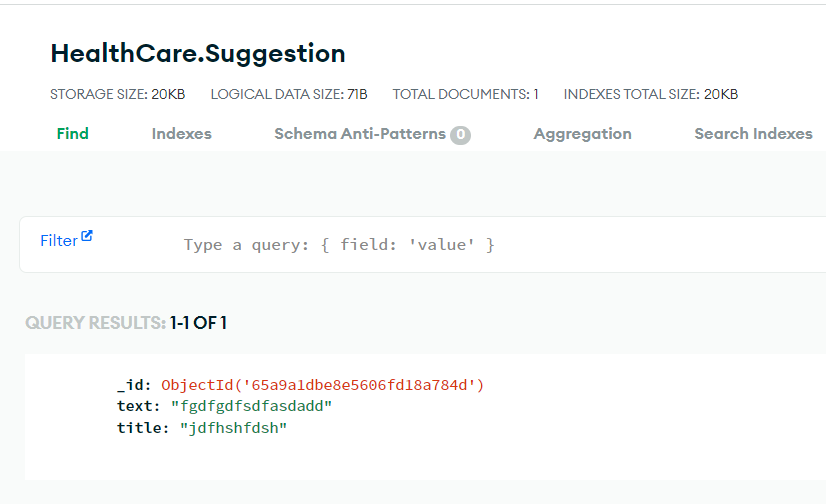 HealthCare.Suggestion
STORAGE SIZE: 20KB LOGICAL DATA SIZE: 71B TOTAL DOCUMENTS: 1 INDEXES TOTAL SIZE: 20KB
Find Indexes Schema Anti-Patterns 0 Aggregation Search Indexes
Filter Type a query: { field: 'value' }
QUERY RESULTS: 1-1 OF 1
_id: ObjectId('65a9a1dbe8e5606fd18a784d')
text: "fgdfgdfsdfasdadd"
title: "jdfhshfdsh"